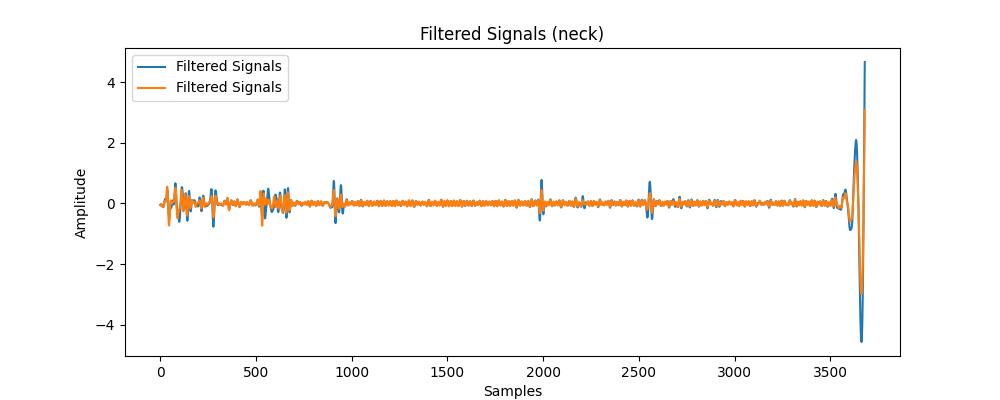 Filtered Signals (neck)
Filtered Signals
Filtered Signals
Amplitude
4
2
0
−2
−4
0 500 1000 1500 2000 2500 3000 3500
Samples